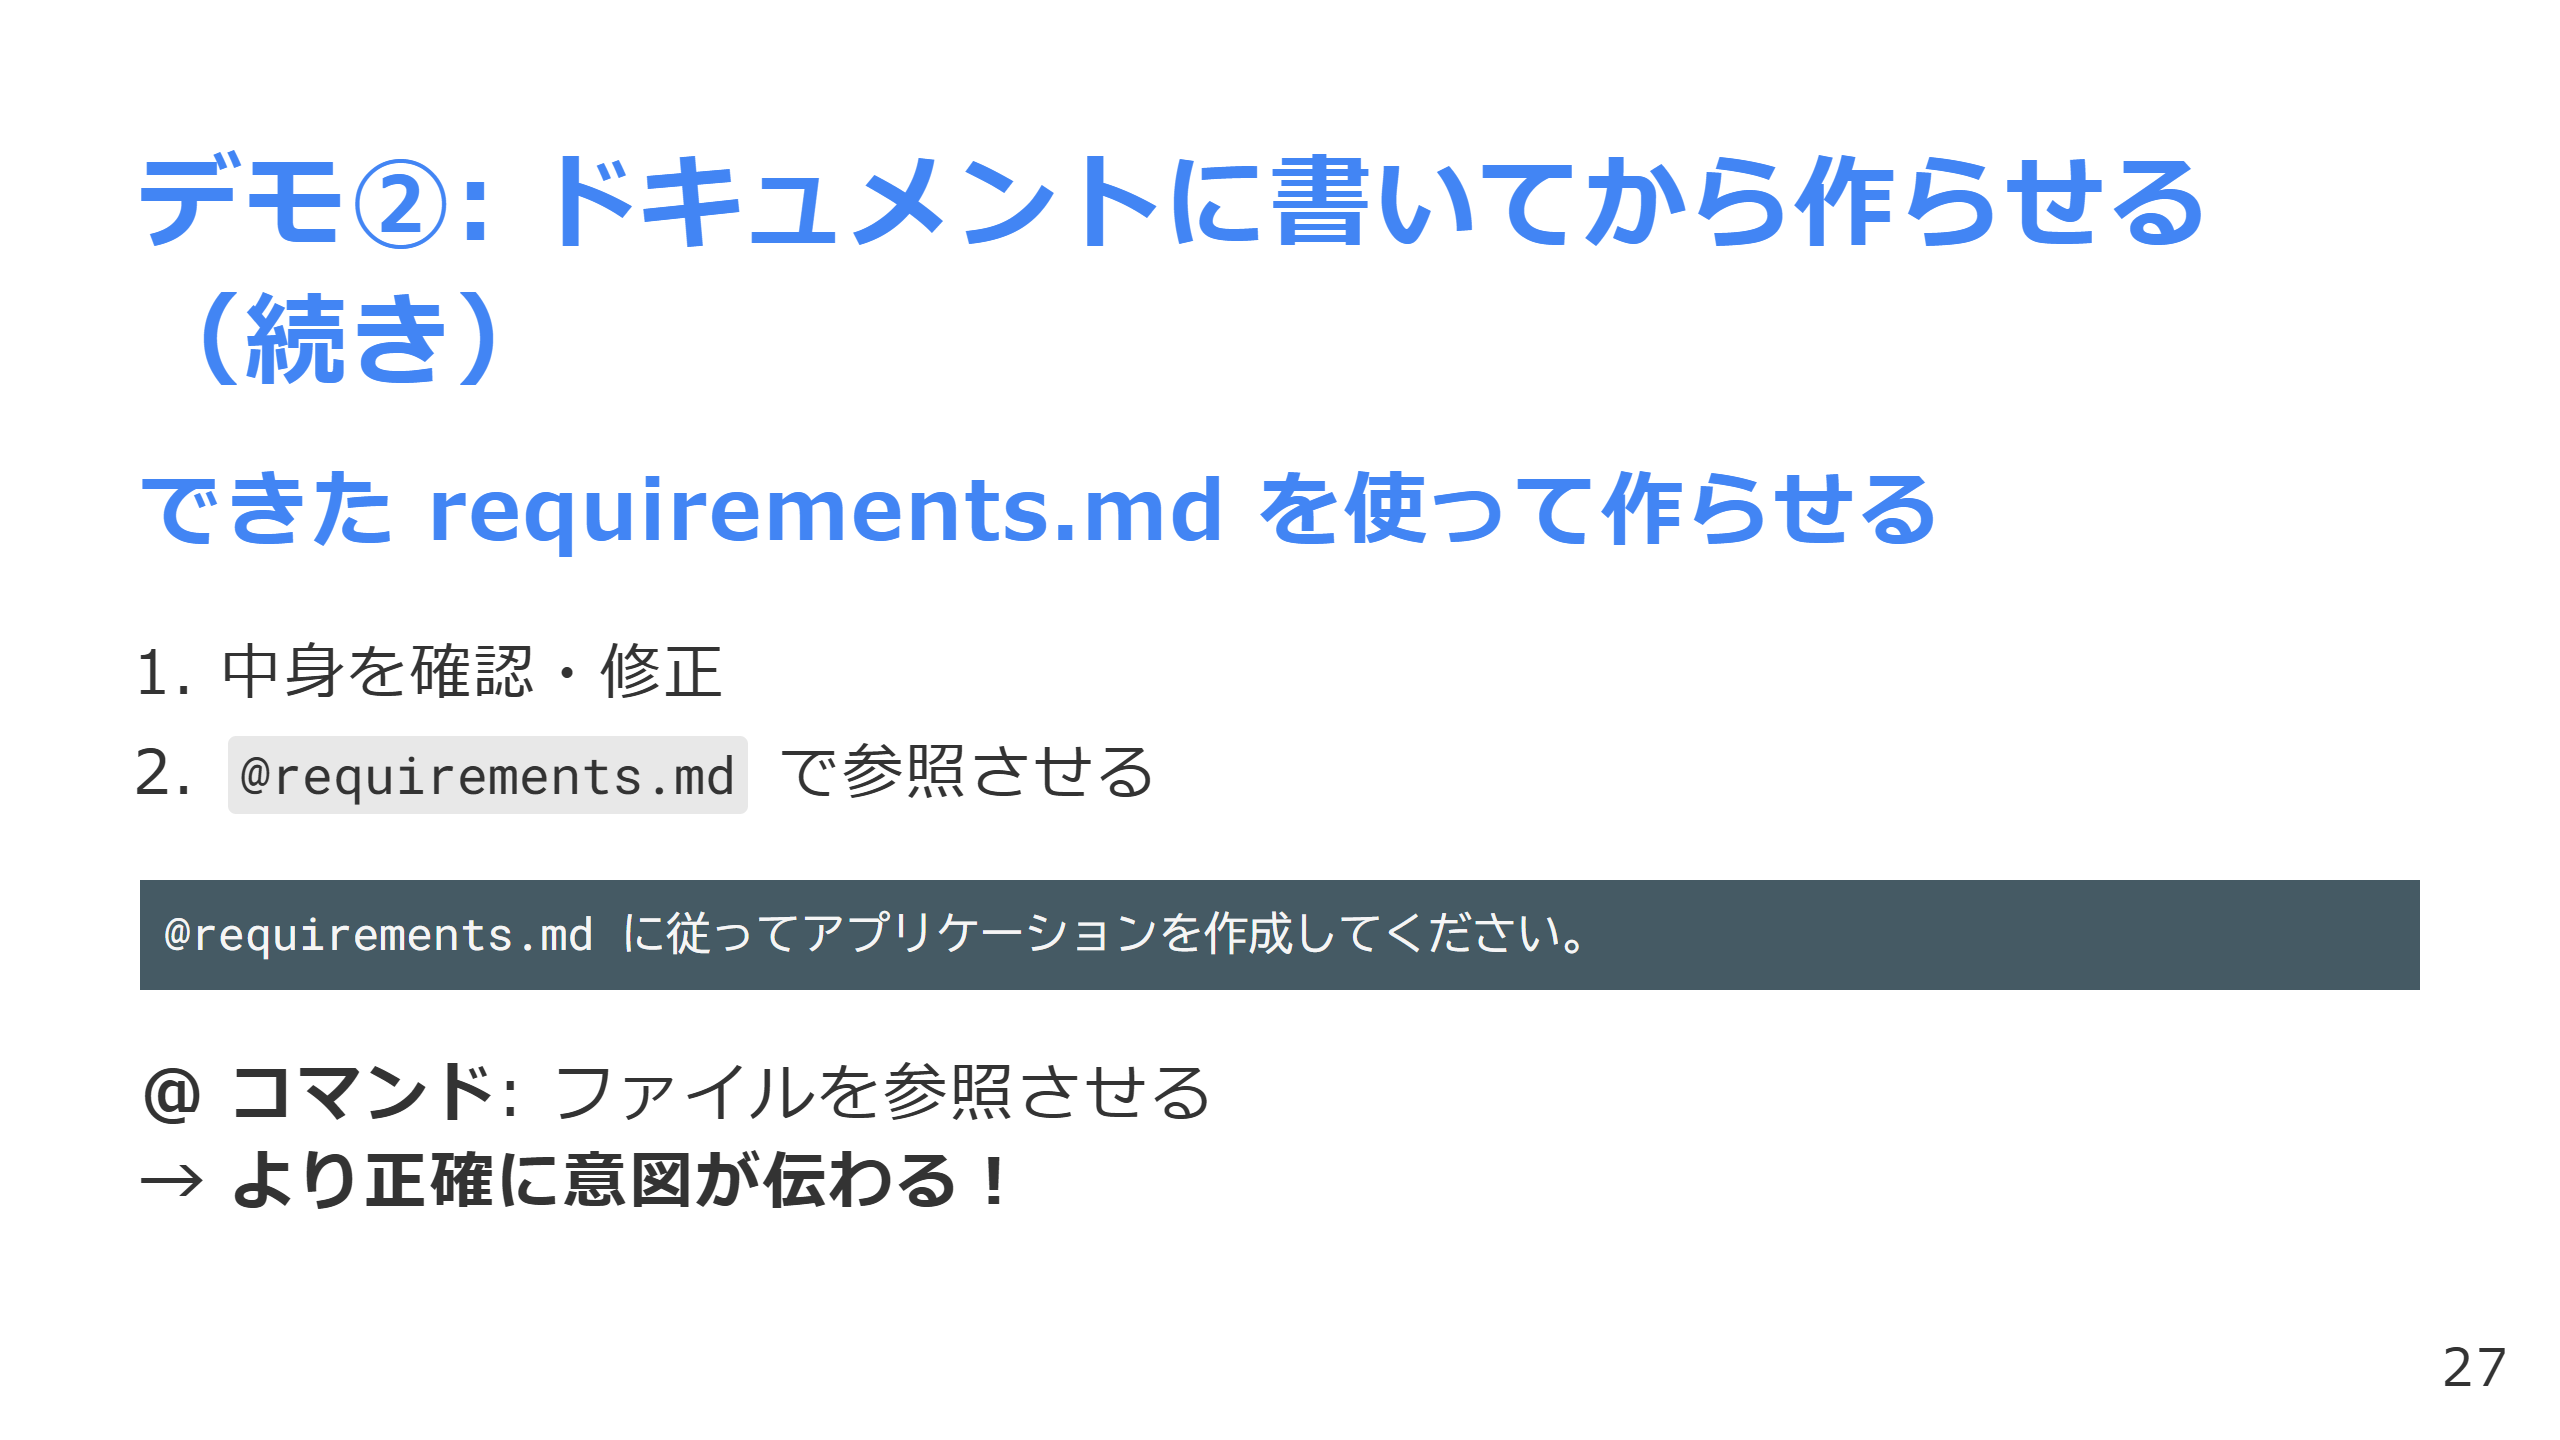 デモ②: ドキュメントに書いてから作らせる
（続き）
できた requirements.md を使って作らせる
1. 中身を確認・修正
2. @requirements.md で参照させる
@requirements.md に従ってアプリケーションを作成してください。
@ コマンド: ファイルを参照させる
→ より正確に意図が伝わる！
27